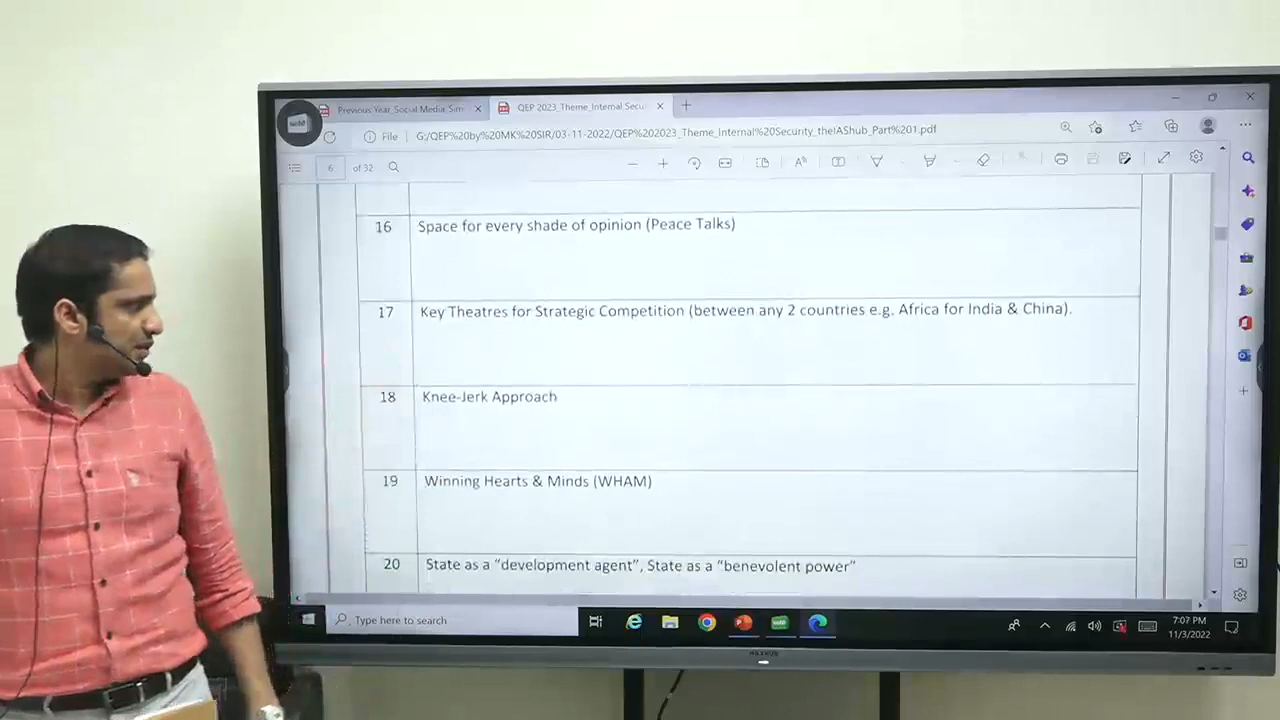 Previous Year_Social Media_Sim
QEP 2023_Theme_Internal Secu
File
G:/QEP%20by%20MK%20SIR/03-11-2022/QEP%202023_Theme_Internal%20Security_theIAShub_Part%201.pdf
6 of 32
16 Space for every shade of opinion (Peace Talks)
17 Key Theatres for Strategic Competition (between any 2 countries e.g. Africa for India & China).
18 Knee-Jerk Approach
19 Winning Hearts & Minds (WHAM)
20 State as a “development agent”, State as a “benevolent power”
Type here to search
7:07 PM
11/3/2022